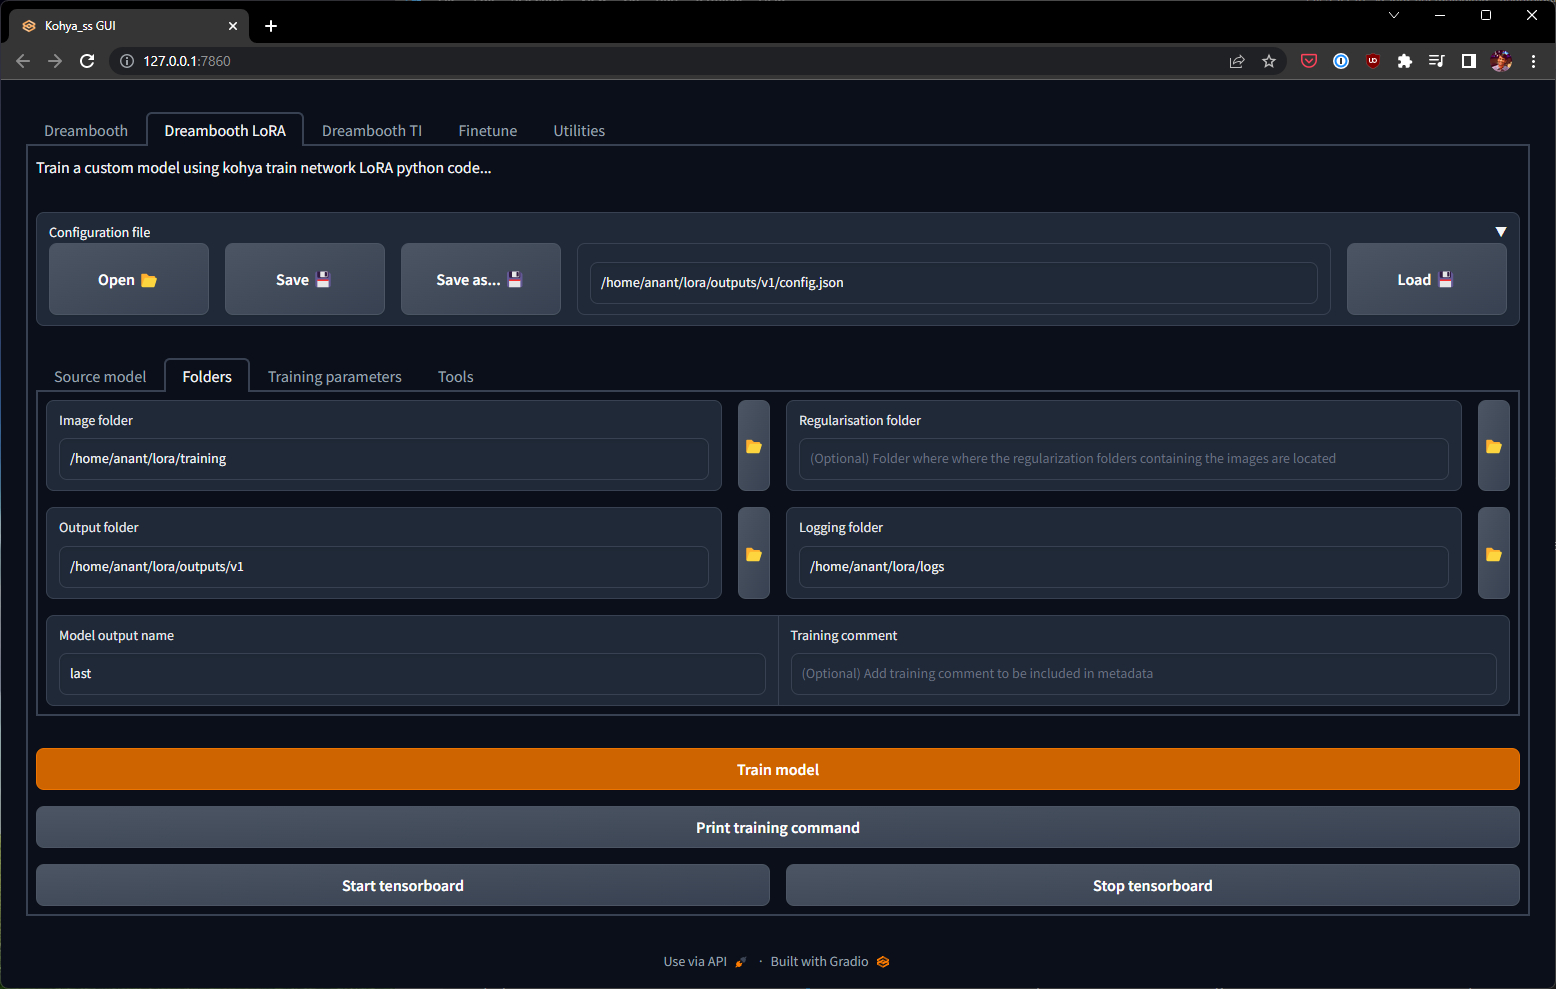 Kohya_ss GUI
127.0.0.1:7860
Dreambooth
Dreambooth LoRA
Dreambooth TI
Finetune
Utilities
Train a custom model using kohya train network LoRA python code...
Configuration file
Open
Save
Save as...
/home/anant/lora/outputs/v1/config.json
Load
Source model
Folders
Training parameters
Tools
Image folder
/home/anant/lora/training
Regularisation folder
(Optional) Folder where where the regularization folders containing the images are located
Output folder
/home/anant/lora/outputs/v1
Logging folder
/home/anant/lora/logs
Model output name
last
Training comment
(Optional) Add training comment to be included in metadata
Train model
Print training command
Start tensorboard
Stop tensorboard
Use via API
· Built with Gradio